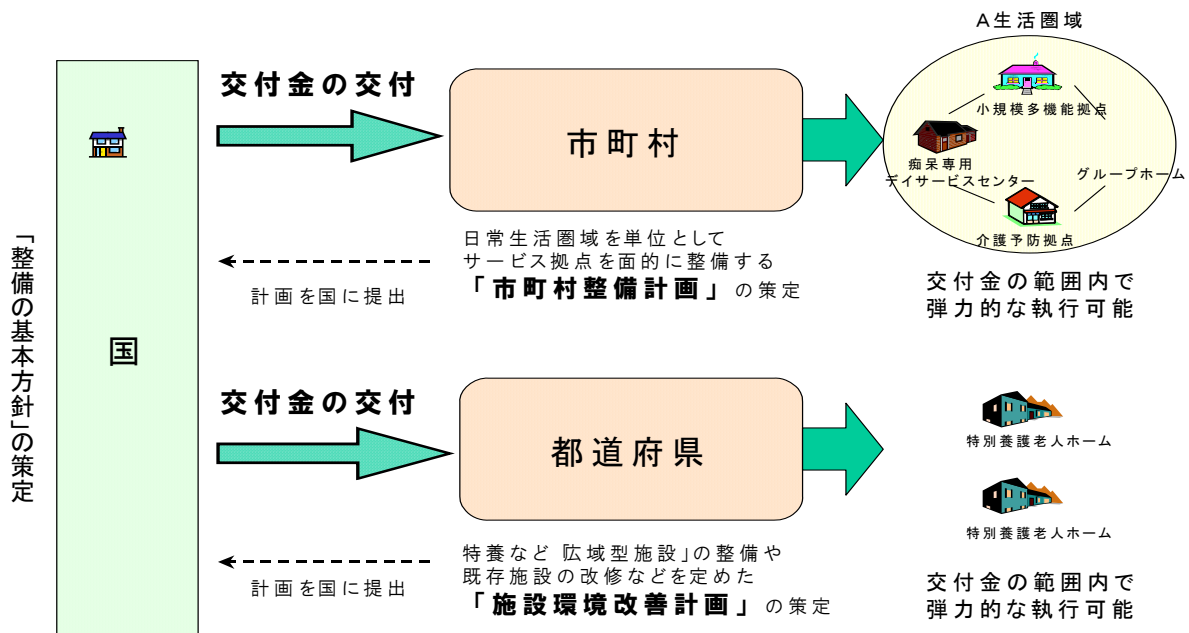 「整備の基本方針」の策定
国
交付金の交付
市町村
計画を国に提出
日常生活圏域を単位として
サービス拠点を面的に整備する
「市町村整備計画」の策定
A生活圏域
小規模多機能拠点
痴呆専用
デイサービスセンター
グループホーム
介護予防拠点
交付金の範囲内で
弾力的な執行可能
交付金の交付
都道府県
計画を国に提出
特養など 広域型施設」の整備や
既存施設の改修などを定めた
「施設環境改善計画」の策定
特別養護老人ホーム
特別養護老人ホーム
交付金の範囲内で
弾力的な執行可能